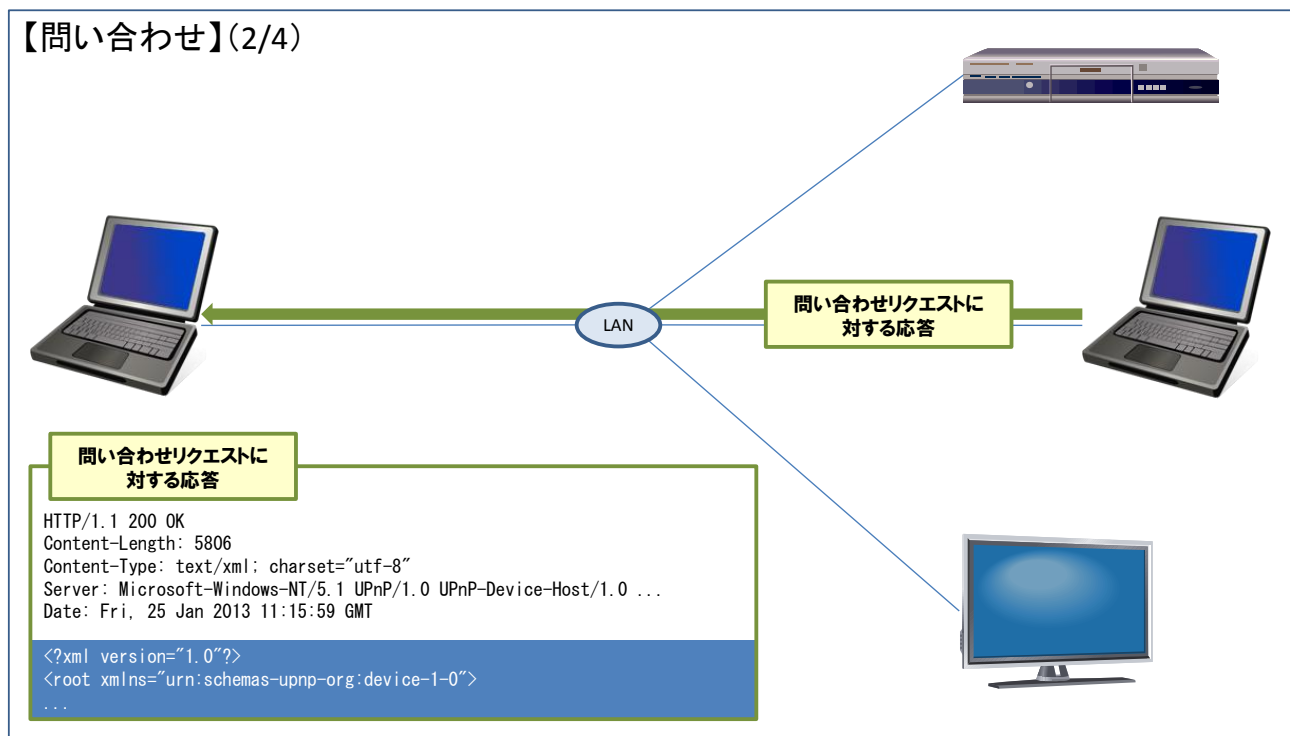 【問い合わせ】(2/4)
LAN
問い合わせリクエストに
対する応答
問い合わせリクエストに
対する応答
HTTP/1.1 200 OK
Content-Length: 5806
Content-Type: text/xml; charset="utf-8"
Server: Microsoft-Windows-NT/5.1 UPnP/1.0 UPnP-Device-Host/1.0 ...
Date: Fri, 25 Jan 2013 11:15:59 GMT
<?xml version="1.0"?>
<root xmlns="urn:schemas-upnp-org:device-1-0">
...